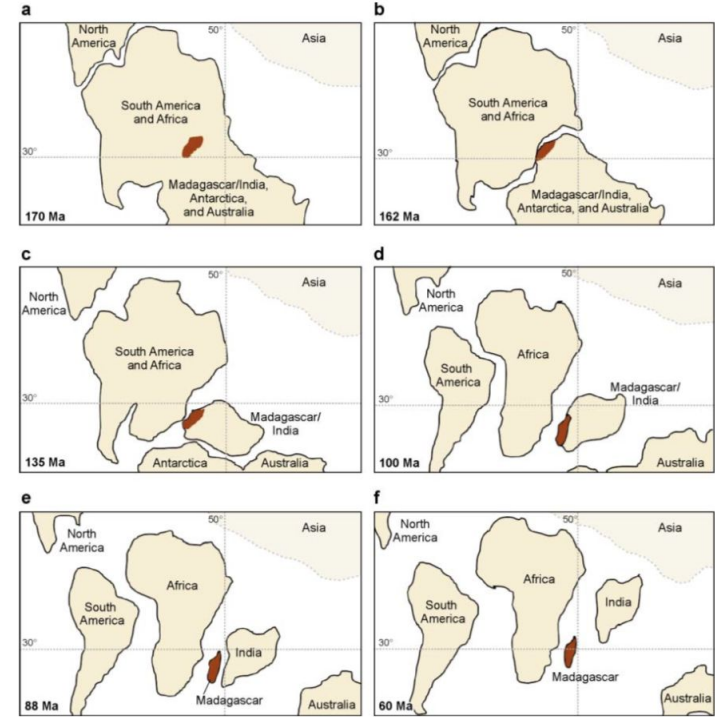 a
North
America
50°
Asia
South America
and Africa
30°
Madagascar/India,
Antarctica,
and Australia
170 Ma
b
North
America
50°
Asia
South America
and Africa
30°
Madagascar/India,
Antarctica, and Australia
162 Ma
c
North
America
50°
Asia
South America
and Africa
30°
Madagascar/
India
135 Ma
Antarctica
Australia
d
North
America
50°
Asia
South
America
Africa
30°
Madagascar/
India
100 Ma
Australia
e
North
America
50°
Asia
South
America
Africa
30°
India
88 Ma
Madagascar
Australia
f
North
America
50°
Asia
South
America
Africa
India
30°
Madagascar
60 Ma
Australia